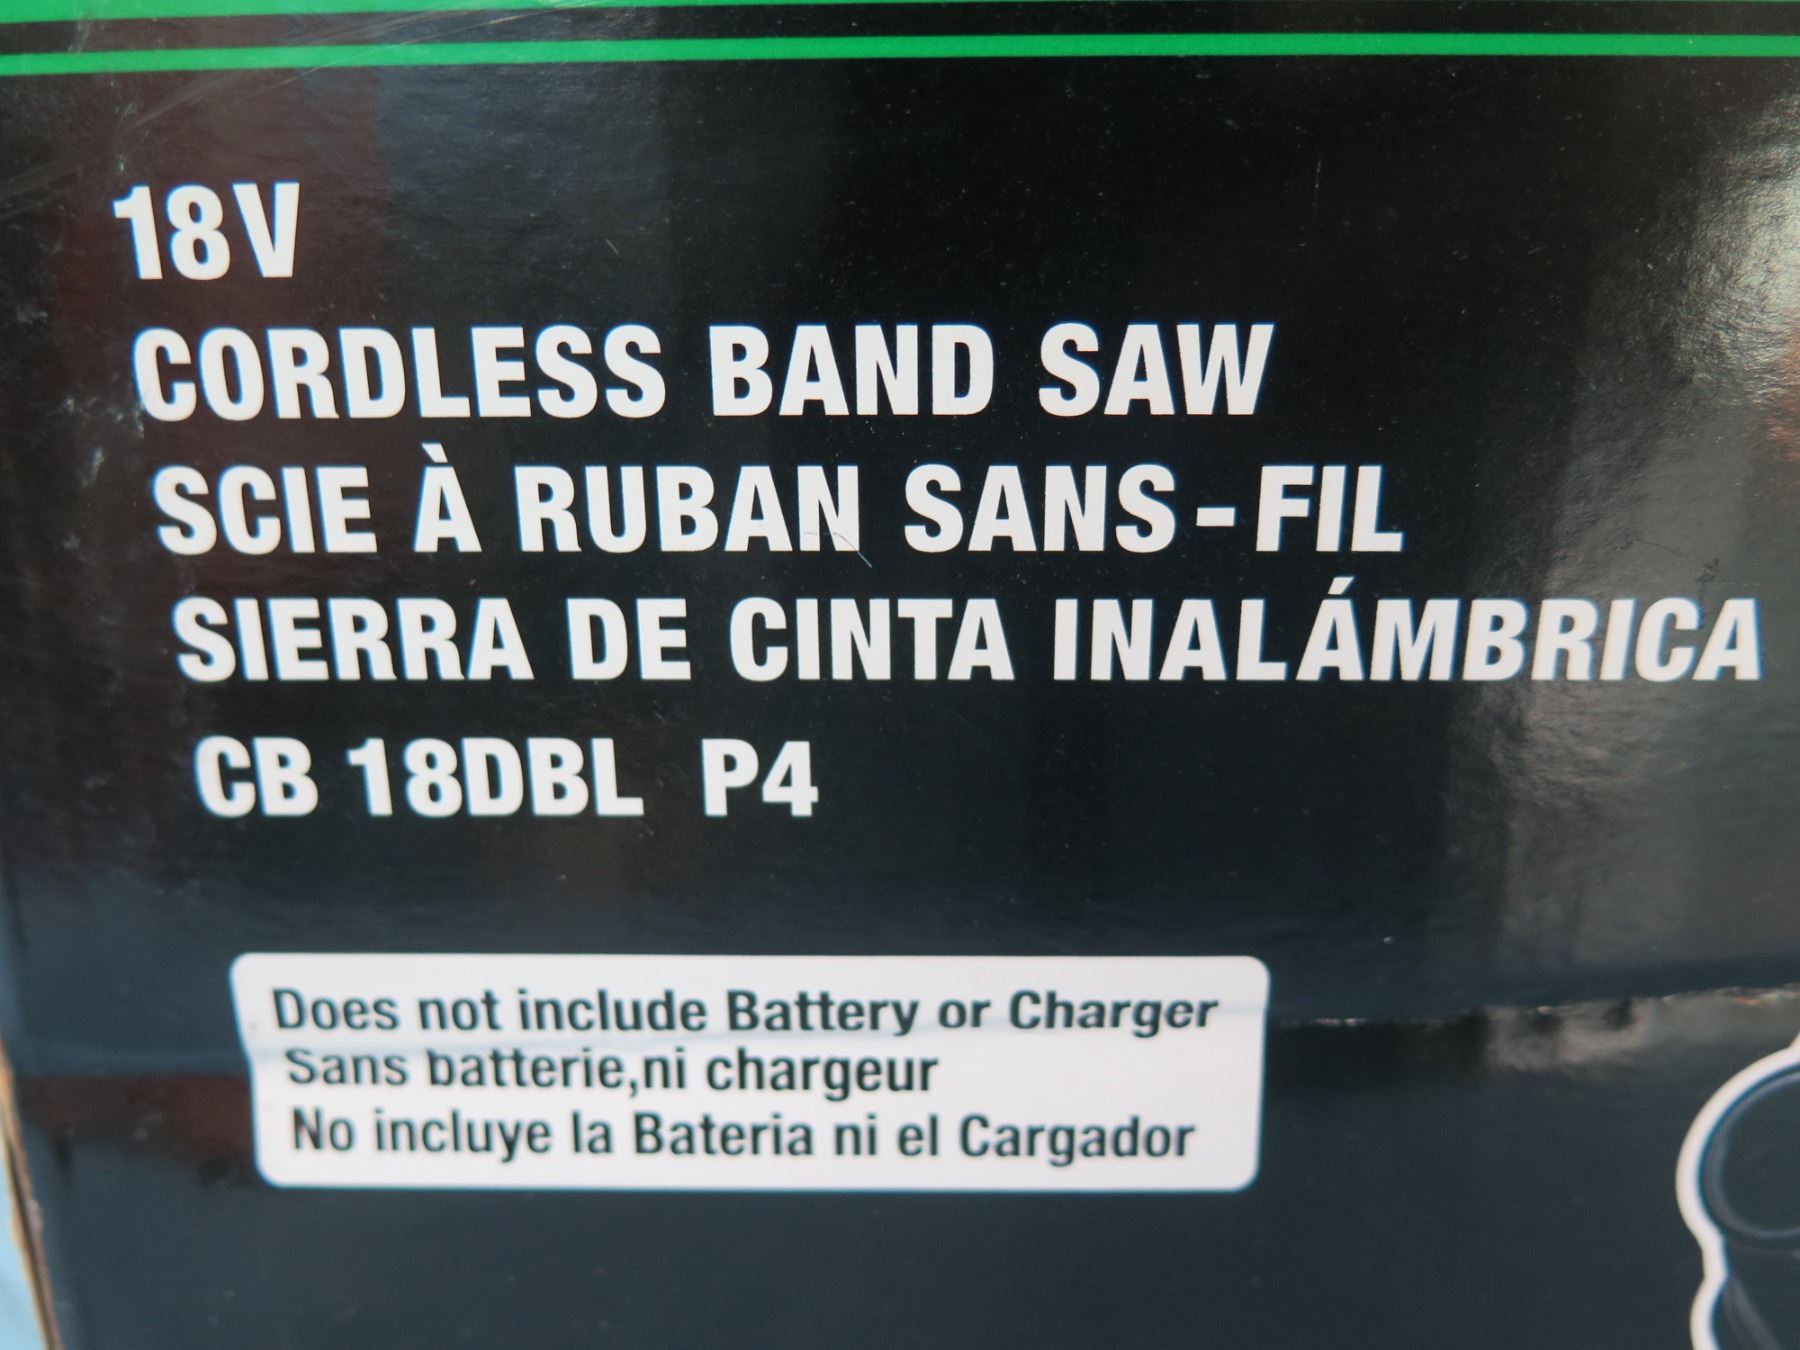 18V
CORDLESS BAND SAW
SCIE À RUBAN SANS-FIL
SIERRA DE CINTA INALÁMBRICA
CB 18DBL P4
Does not include Battery or Charger
Sans batterie,ni chargeur
No incluye la Bateria ni el Cargador